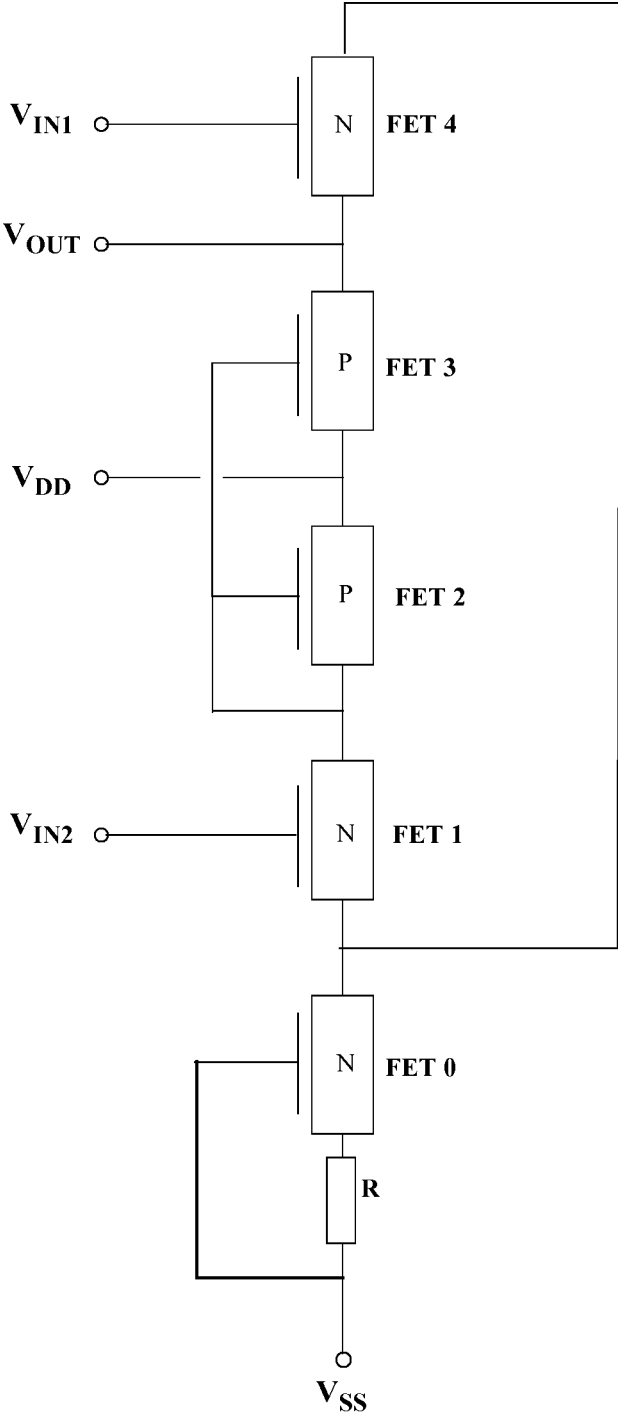 V_IN1 N FET 4
V_OUT
P FET 3
V_DD
P FET 2
V_IN2 N FET 1
N FET 0
R
V_SS